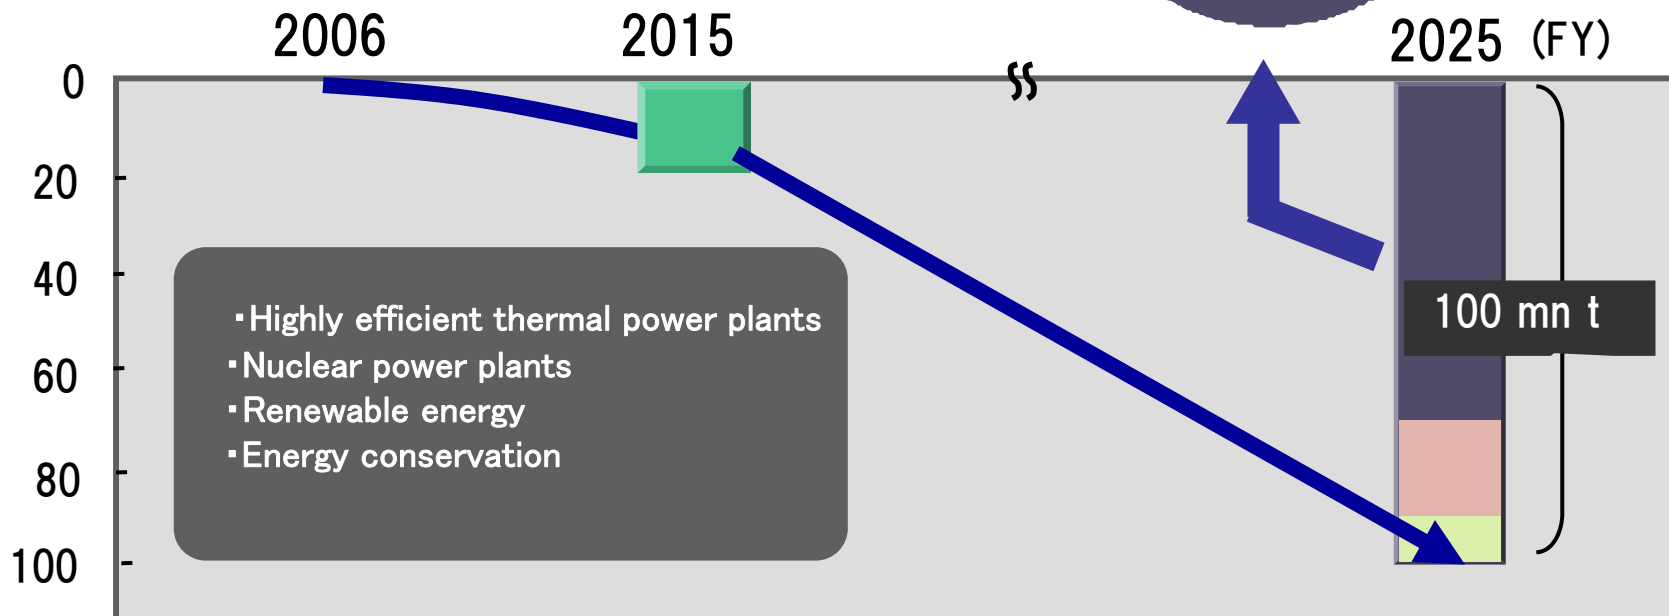 2006 2015 2025 (FY)
0
20
40
60
80
100
・Highly efficient thermal power plants
・Nuclear power plants
・Renewable energy
・Energy conservation
100 mn t